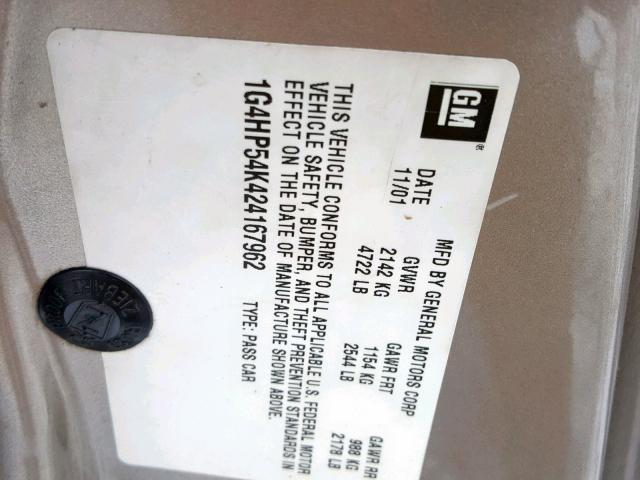 GM
MFD BY GENERAL MOTORS CORP
DATE GVWR GAWR FRT GAWR RR
11/01 2142 KG 1154 KG 988 KG
4722 LB 2544 LB 2178 LB
THIS VEHICLE CONFORMS TO ALL APPLICABLE U.S. FEDERAL MOTOR
VEHICLE SAFETY, BUMPER, AND THEFT PREVENTION STANDARDS IN
EFFECT ON THE DATE OF MANUFACTURE SHOWN ABOVE.
1G4HP54K424167962 TYPE: PASS CAR
ZIEBART